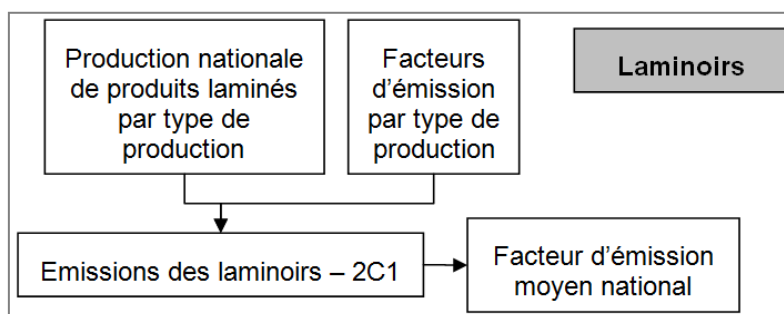 Production nationale
de produits laminés
par type de
production
Facteurs
d'émission
par type de
production
Laminoirs
Emissions des laminoirs – 2C1
Facteur d'émission
moyen national